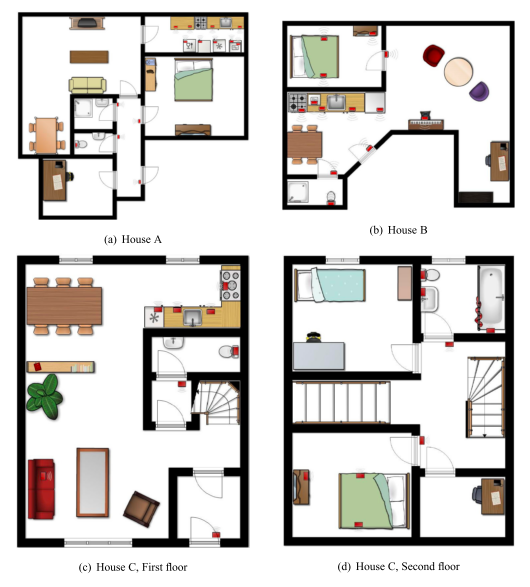 (a) House A
(b) House B
(c) House C, First floor
(d) House C, Second floor